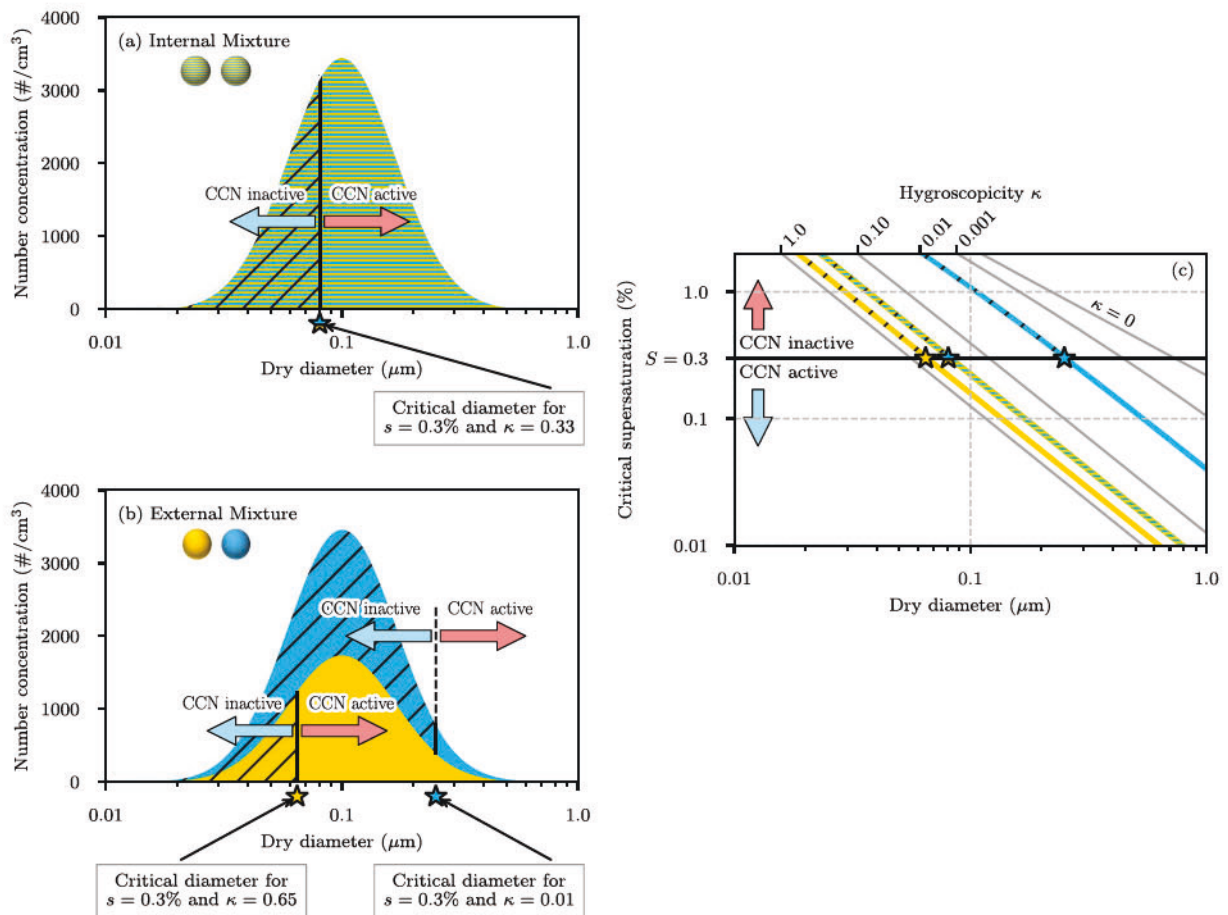 (a) Internal Mixture
Number concentration (#/cm³)
4000
3000
2000
1000
0
CCN inactive
CCN active
0.01
0.1
1.0
Dry diameter (μm)
Critical diameter for
s = 0.3% and κ = 0.33
(b) External Mixture
Number concentration (#/cm³)
4000
3000
2000
1000
0
CCN inactive
CCN active
CCN inactive
CCN active
0.01
0.1
1.0
Dry diameter (μm)
Critical diameter for
s = 0.3% and κ = 0.65
Critical diameter for
s = 0.3% and κ = 0.01
Hygroscopicity κ
1.0
0.10
0.01
0.001
(c)
κ = 0
Critical supersaturation (%)
1.0
S = 0.3
0.1
0.01
CCN inactive
CCN active
0.01
0.1
1.0
Dry diameter (μm)